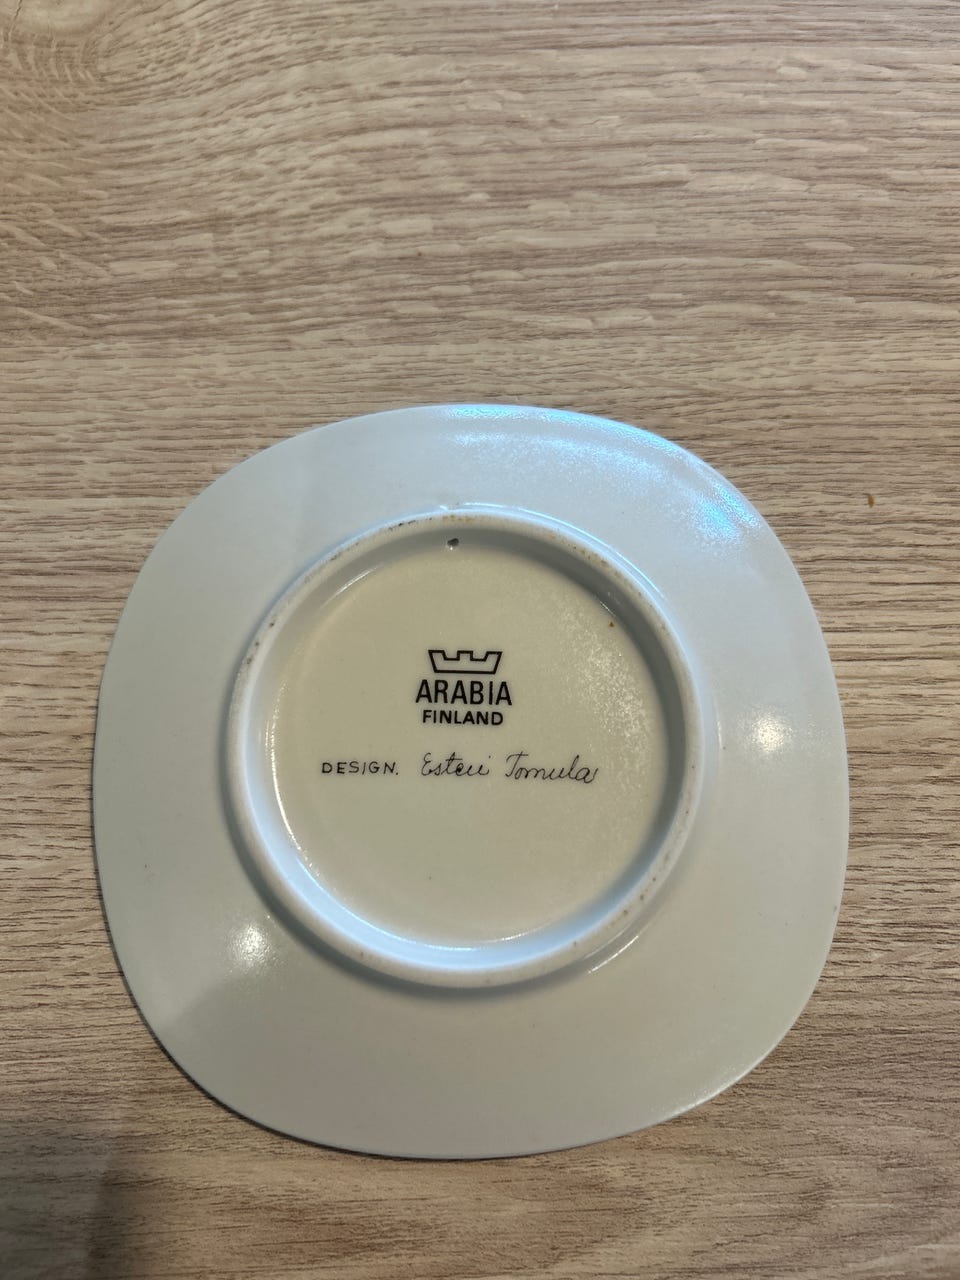 ARABIA
FINLAND
DESIGN. Esteri Tomula